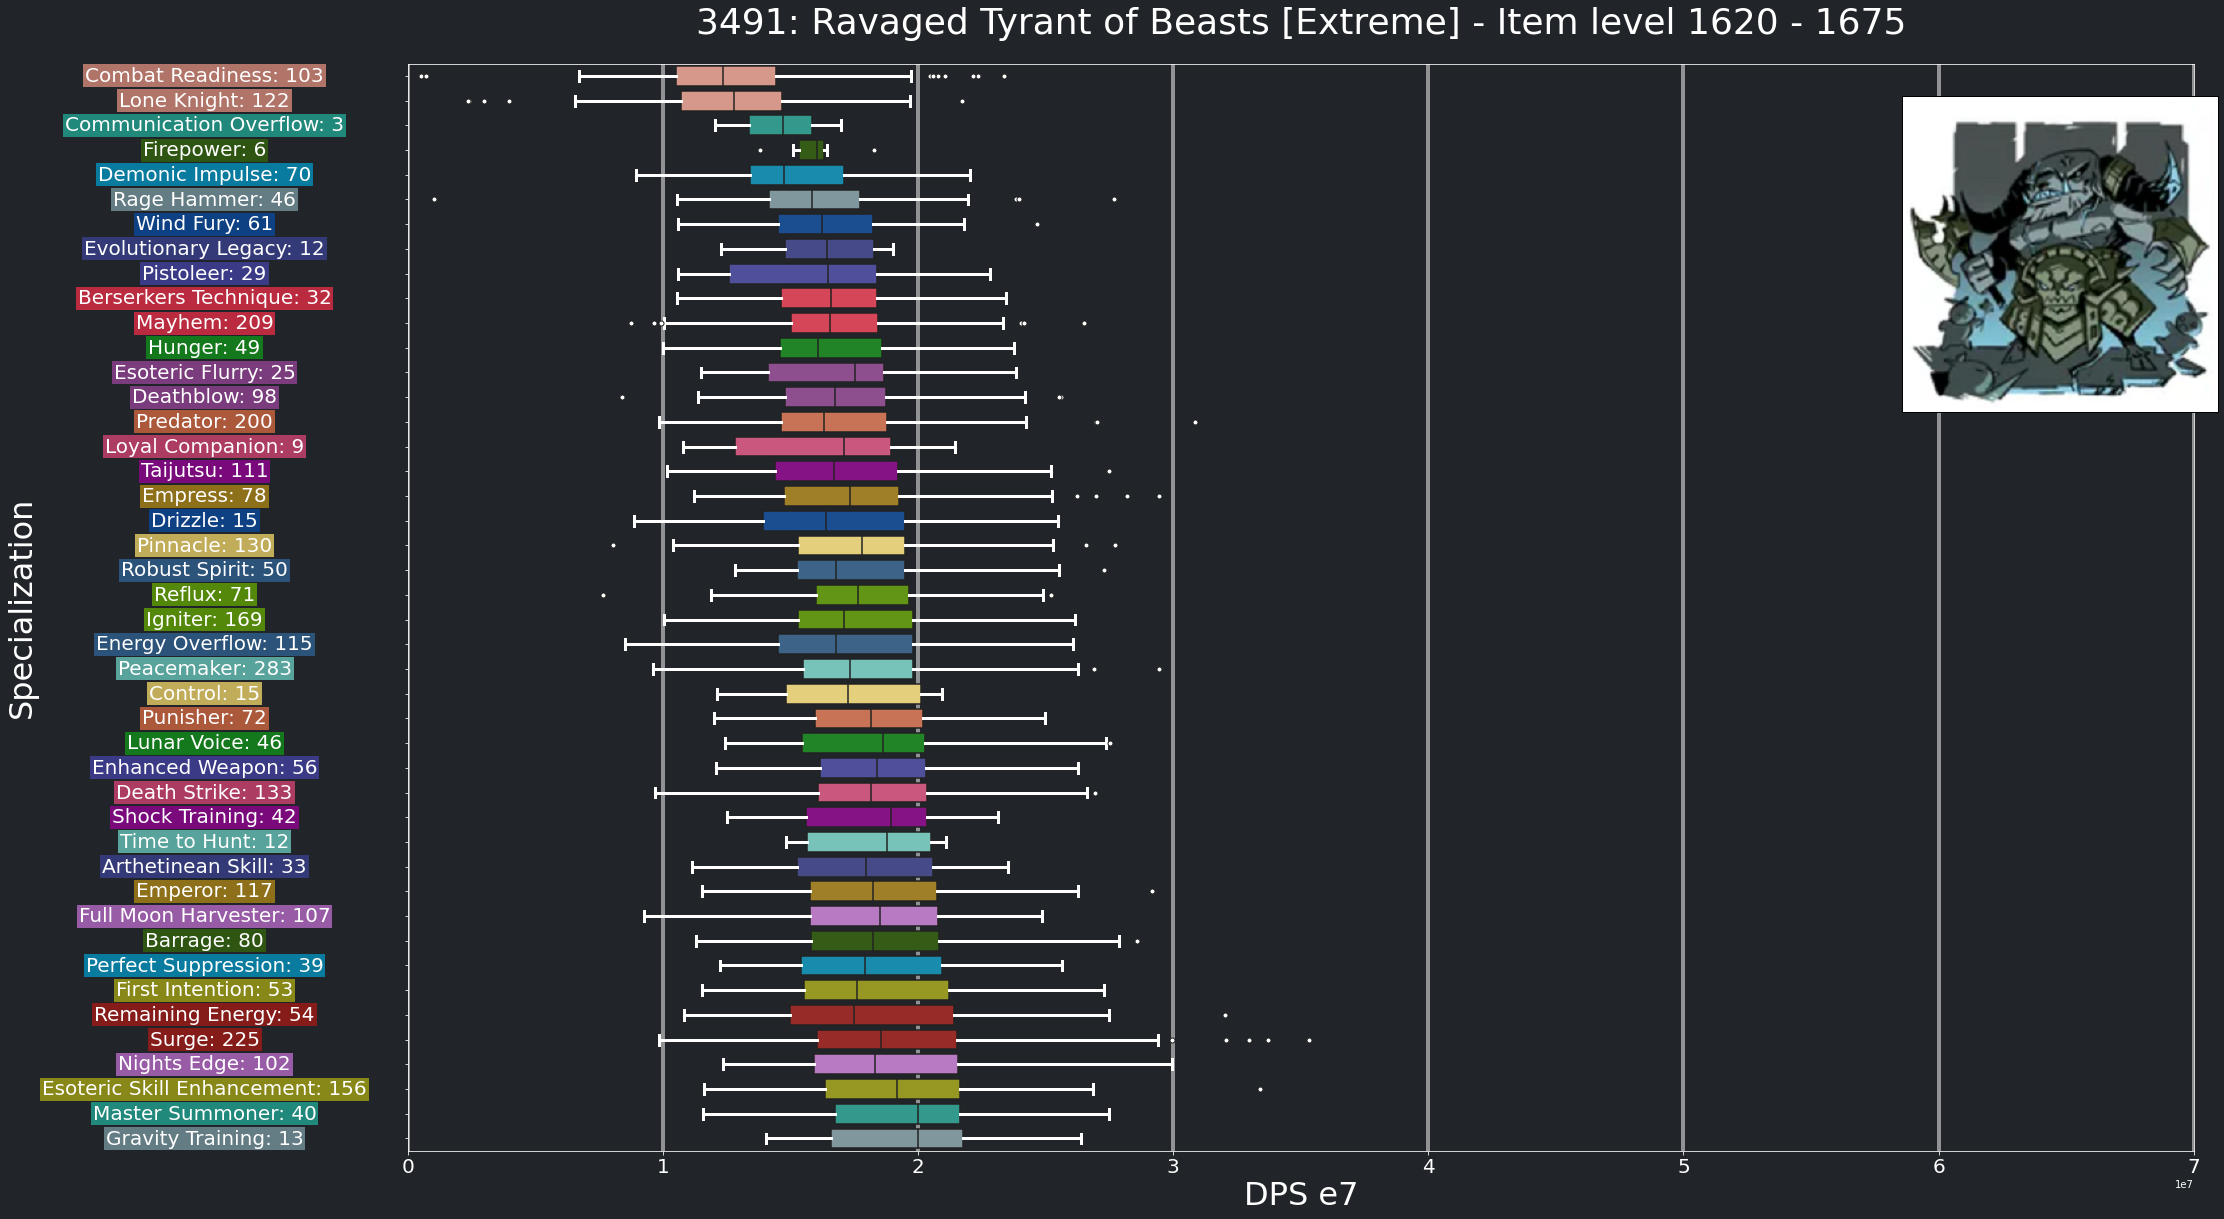 3491: Ravaged Tyrant of Beasts [Extreme] - Item level 1620 - 1675
Specialization
Combat Readiness: 103
Lone Knight: 122
Communication Overflow: 3
Firepower: 6
Demonic Impulse: 70
Rage Hammer: 46
Wind Fury: 61
Evolutionary Legacy: 12
Pistoleer: 29
Berserkers Technique: 32
Mayhem: 209
Hunger: 49
Esoteric Flurry: 25
Deathblow: 98
Predator: 200
Loyal Companion: 9
Taijutsu: 111
Empress: 78
Drizzle: 15
Pinnacle: 130
Robust Spirit: 50
Reflux: 71
Igniter: 169
Energy Overflow: 115
Peacemaker: 283
Control: 15
Punisher: 72
Lunar Voice: 46
Enhanced Weapon: 56
Death Strike: 133
Shock Training: 42
Time to Hunt: 12
Arthetinean Skill: 33
Emperor: 117
Full Moon Harvester: 107
Barrage: 80
Perfect Suppression: 39
First Intention: 53
Remaining Energy: 54
Surge: 225
Nights Edge: 102
Esoteric Skill Enhancement: 156
Master Summoner: 40
Gravity Training: 13
0 1 2 3 4 5 6 7
DPS e7
1e7